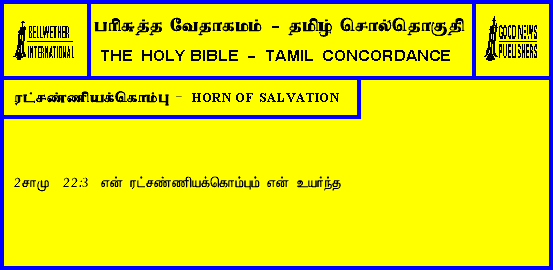 BELLWETHER
INTERNATIONAL
பரிசுத்த வேதாகமம் - தமிழ் சொல்தொகுதி
THE HOLY BIBLE - TAMIL CONCORDANCE
GOOD NEWS
PUBLISHERS
ரட்சண்ணியக்கொம்பு - HORN OF SALVATION
2சாமு 22:3 என் ரட்சண்ணியக்கொம்பும் என் உயர்ந்த